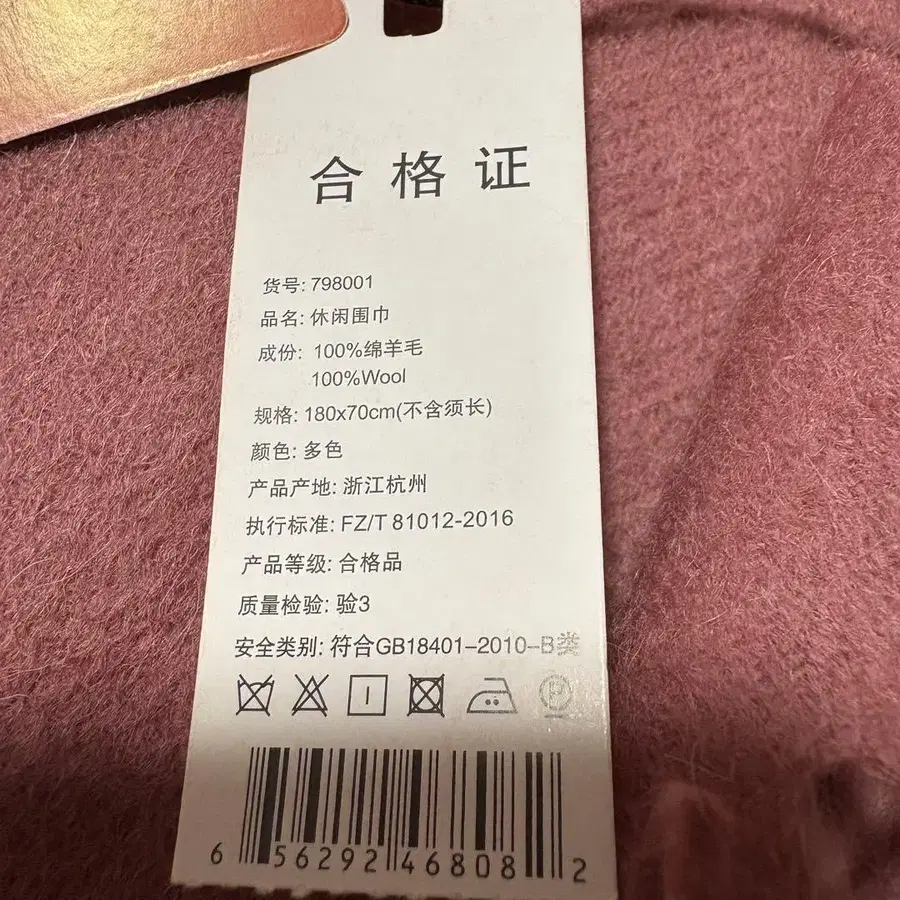 合格证
货号: 798001
品名: 休闲围巾
成份: 100%绵羊毛
100%Wool
规格: 180x70cm(不含须长)
颜色: 多色
产品产地: 浙江杭州
执行标准: FZ/T 81012-2016
产品等级: 合格品
质量检验: 验3
安全类别: 符合GB18401-2010-B类
P
6 56292 46808 2